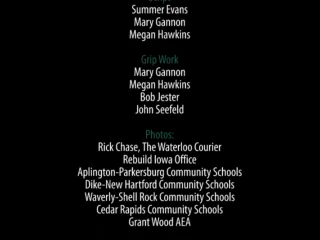 Summer Evans
Mary Gannon
Megan Hawkins
Grip Work
Mary Gannon
Megan Hawkins
Bob Jester
John Seefeld
Photos:
Rick Chase, The Waterloo Courier
Rebuild Iowa Office
Aplington-Parkersburg Community Schools
Dike-New Hartford Community Schools
Waverly-Shell Rock Community Schools
Cedar Rapids Community Schools
Grant Wood AEA